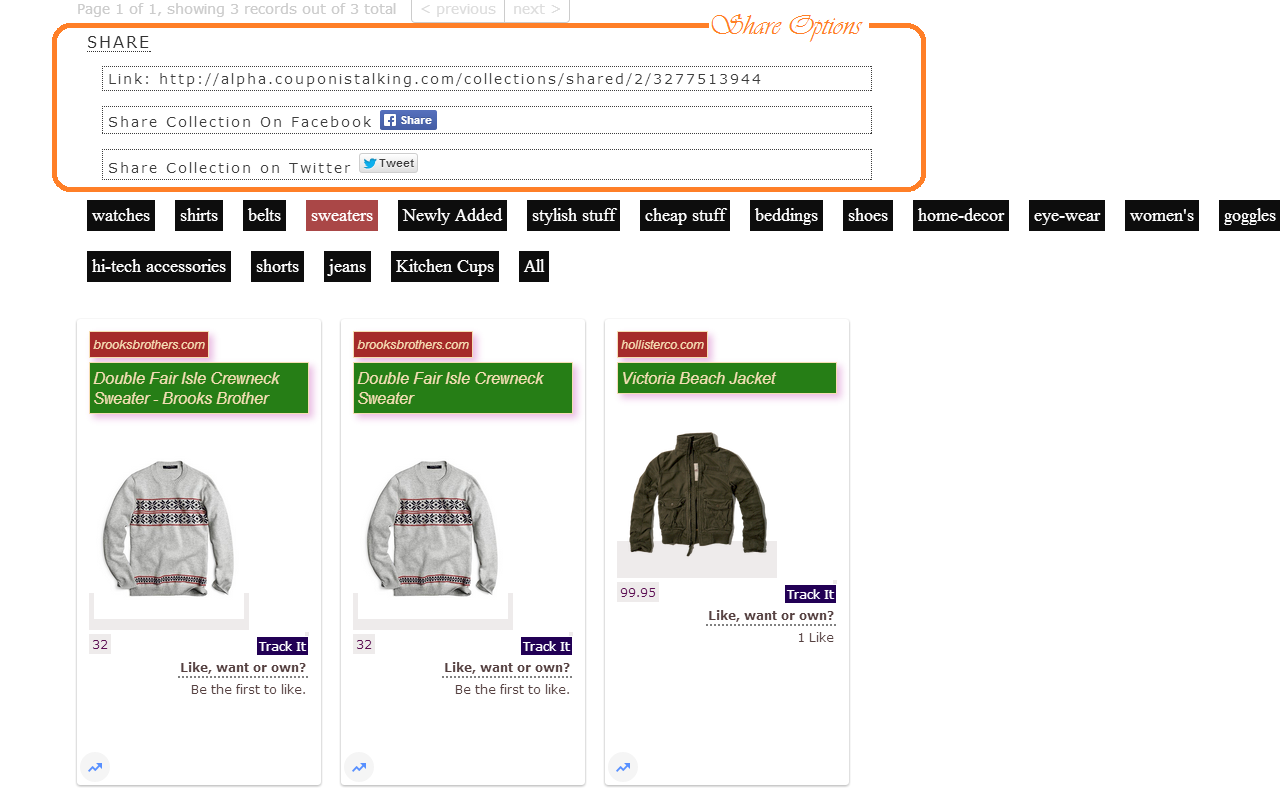 Page 1 of 1, showing 3 records out of 3 total < previous next >
Share Options
SHARE
Link: http://alpha.couponistalking.com/collections/shared/2/3277513944
Share Collection On Facebook Share
Share Collection on Twitter Tweet
watches shirts belts sweaters Newly Added stylish stuff cheap stuff beddings shoes home-decor eye-wear women's goggles
hi-tech accessories shorts jeans Kitchen Cups All
brooksbrothers.com
Double Fair Isle Crewneck
Sweater - Brooks Brother
32 Track It
Like, want or own?
Be the first to like.
brooksbrothers.com
Double Fair Isle Crewneck
Sweater
32 Track It
Like, want or own?
Be the first to like.
hollisterco.com
Victoria Beach Jacket
99.95 Track It
Like, want or own?
1 Like